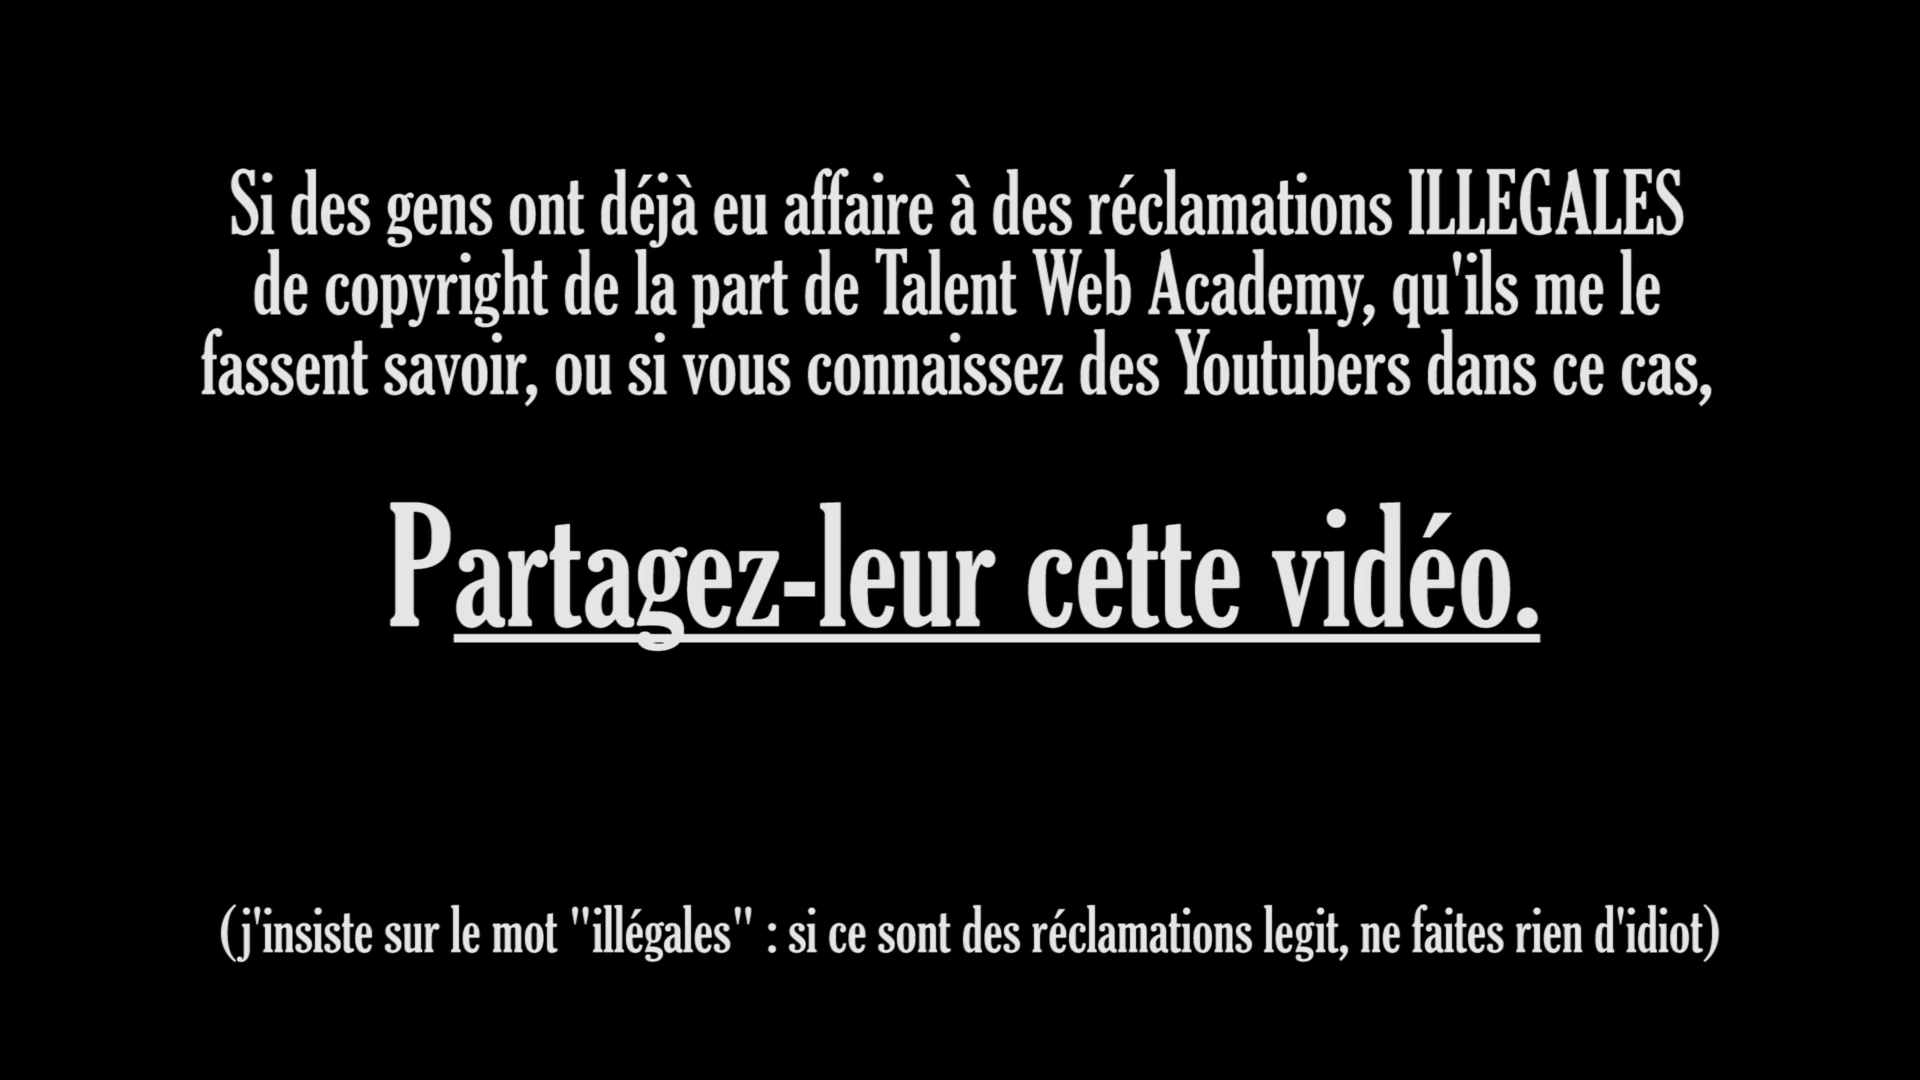 Si des gens ont déjà eu affaire à des réclamations ILLEGALES
de copyright de la part de Talent Web Academy, qu'ils me le
fassent savoir, ou si vous connaissez des Youtubers dans ce cas,
Partagez-leur cette vidéo.
(j'insiste sur le mot "illégales" : si ce sont des réclamations legit, ne faites rien d'idiot)